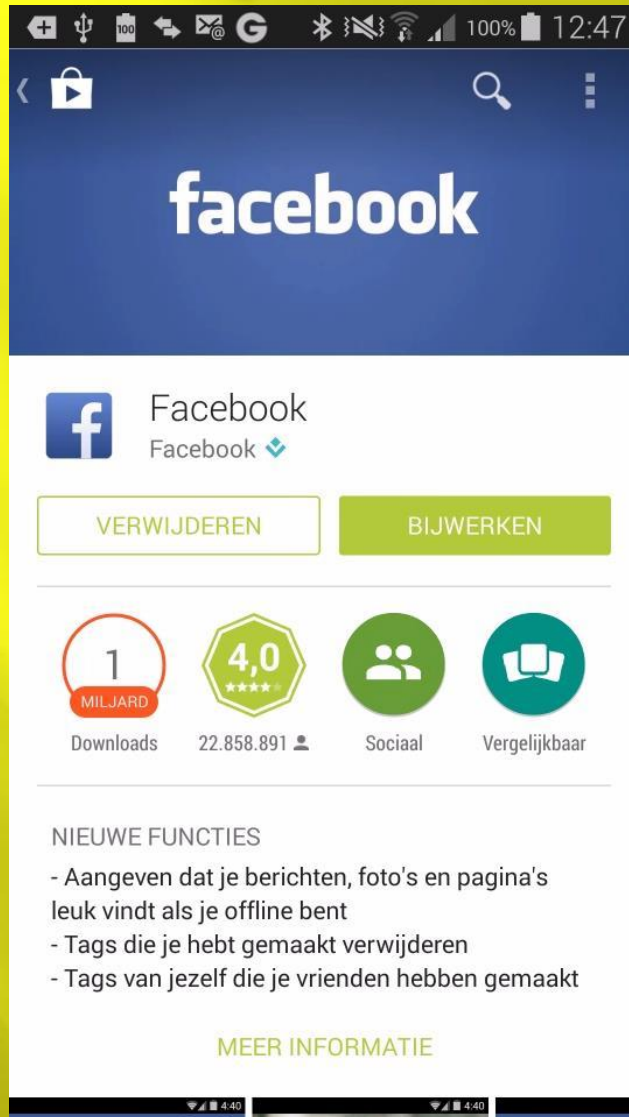 100
@
G
100% 12:47
facebook
f
Facebook
Facebook
VERWIJDEREN
BIJWERKEN
1
MILJARD
4,0
Downloads
22.858.891
Sociaal
Vergelijkbaar
NIEUWE FUNCTIES
- Aangeven dat je berichten, foto's en pagina's
leuk vindt als je offline bent
- Tags die je hebt gemaakt verwijderen
- Tags van jezelf die je vrienden hebben gemaakt
MEER INFORMATIE
4:40
4:40